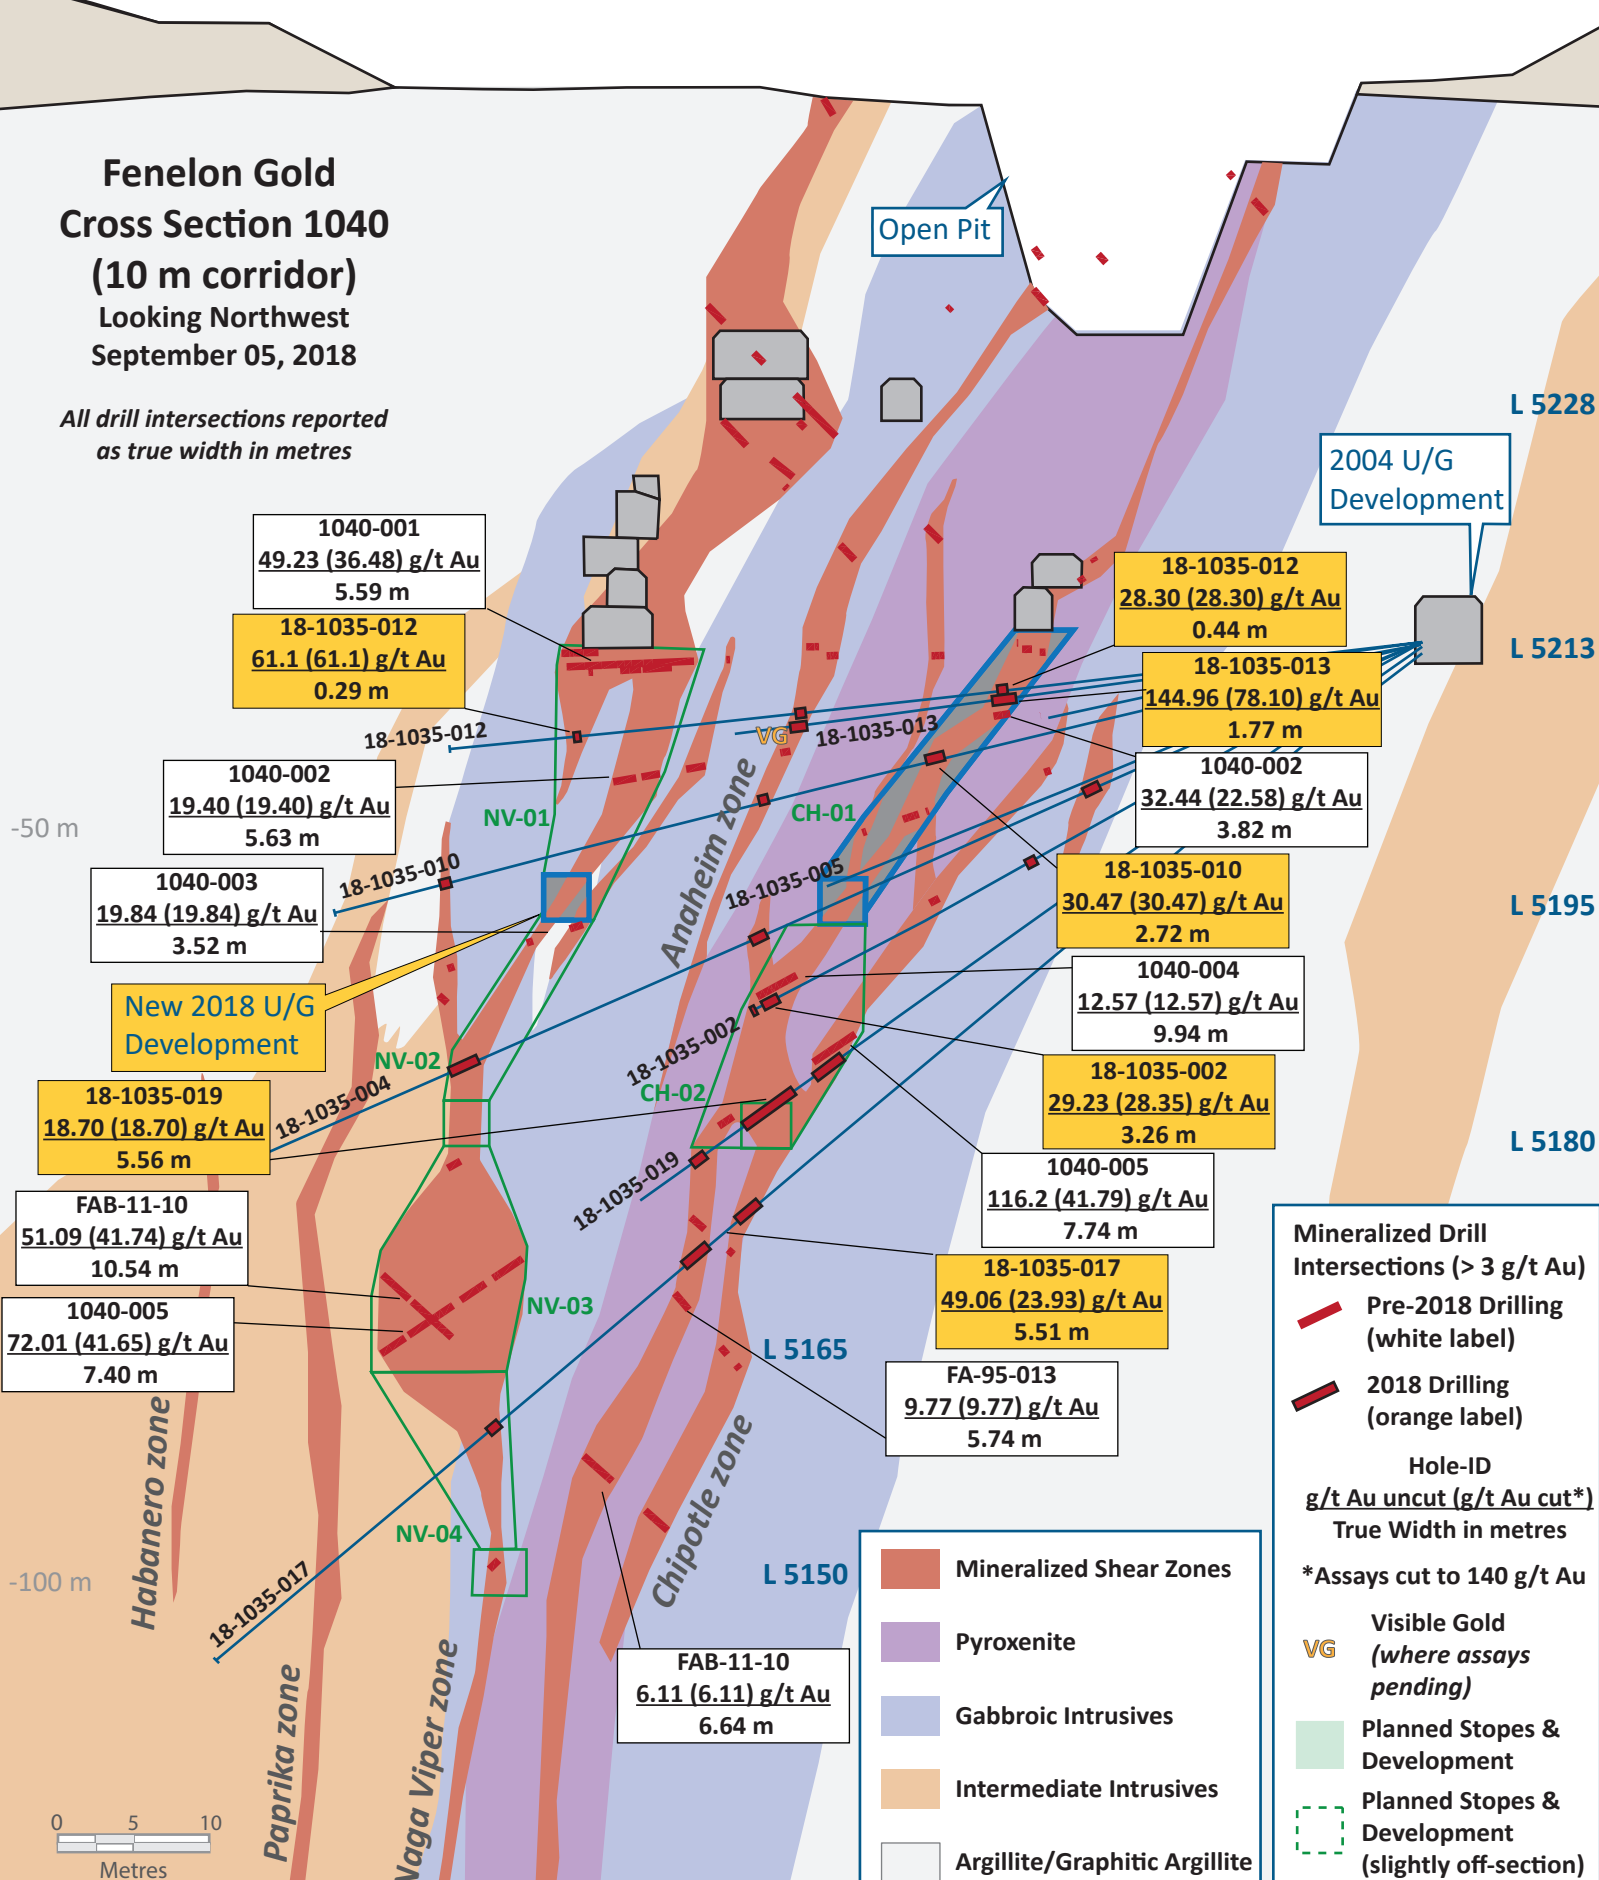 Fenelon Gold
Cross Section 1040
(10 m corridor)
Looking Northwest
September 05, 2018
All drill intersections reported
as true width in metres
Open Pit
L 5228
2004 U/G
Development
1040-001
49.23 (36.48) g/t Au
5.59 m
18-1035-012
61.1 (61.1) g/t Au
0.29 m
18-1035-012
28.30 (28.30) g/t Au
0.44 m
L 5213
18-1035-013
144.96 (78.10) g/t Au
1.77 m
18-1035-012
VG
18-1035-013
1040-002
19.40 (19.40) g/t Au
5.63 m
1040-002
32.44 (22.58) g/t Au
3.82 m
-50 m
NV-01
Anaheim zone
CH-01
18-1035-010
18-1035-005
1040-003
19.84 (19.84) g/t Au
3.52 m
18-1035-010
30.47 (30.47) g/t Au
2.72 m
L 5195
New 2018 U/G
Development
1040-004
12.57 (12.57) g/t Au
9.94 m
NV-02
18-1035-004
18-1035-002
CH-02
18-1035-019
18.70 (18.70) g/t Au
5.56 m
18-1035-002
29.23 (28.35) g/t Au
3.26 m
L 5180
18-1035-019
1040-005
116.2 (41.79) g/t Au
7.74 m
FAB-11-10
51.09 (41.74) g/t Au
10.54 m
18-1035-017
49.06 (23.93) g/t Au
5.51 m
1040-005
72.01 (41.65) g/t Au
7.40 m
NV-03
L 5165
FA-95-013
9.77 (9.77) g/t Au
5.74 m
Habanero zone
Chipotle zone
NV-04
-100 m
18-1035-017
L 5150
FAB-11-10
6.11 (6.11) g/t Au
6.64 m
Paprika zone
Naga Viper zone
0 5 10
Metres
Mineralized Shear Zones
Pyroxenite
Gabbroic Intrusives
Intermediate Intrusives
Argillite/Graphitic Argillite
Mineralized Drill
Intersections (> 3 g/t Au)
Pre-2018 Drilling
(white label)
2018 Drilling
(orange label)
Hole-ID
g/t Au uncut (g/t Au cut*)
True Width in metres
*Assays cut to 140 g/t Au
VG
Visible Gold
(where assays
pending)
Planned Stopes &
Development
Planned Stopes &
Development
(slightly off-section)